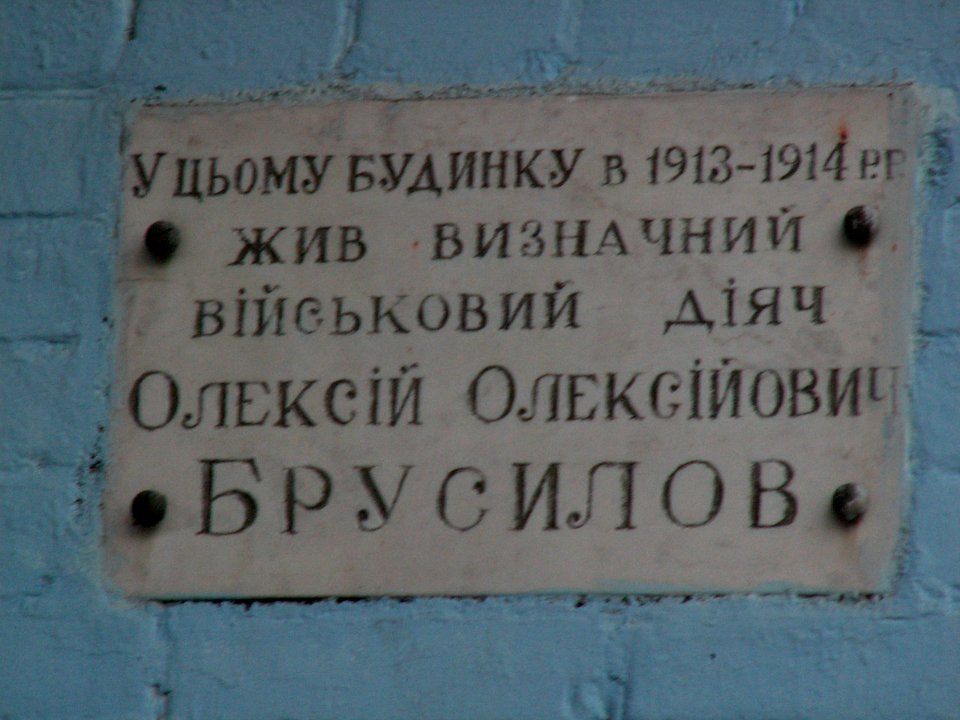 У ЦЬОМУ БУДИНКУ В 1913-1914 Р.Р.
ЖИВ ВИЗНАЧНИЙ
ВІЙСЬКОВИЙ ДІЯЧ
ОЛЕКСІЙ ОЛЕКСІЙОВИЧ
БРУСИЛОВ